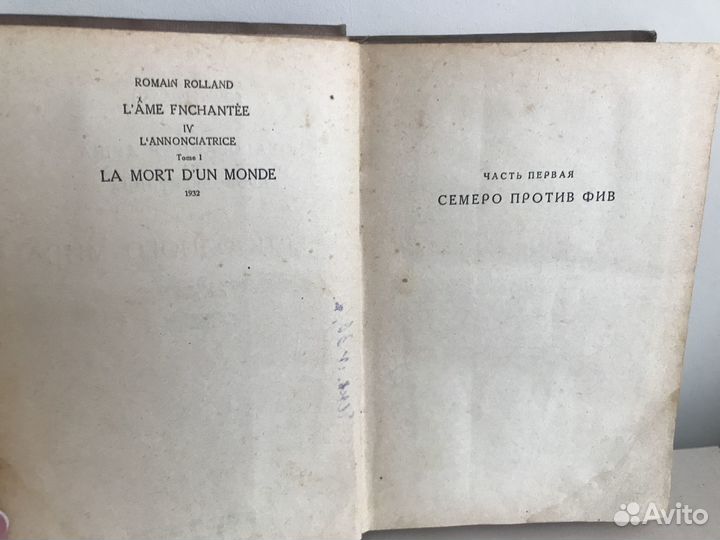 ROMAIN ROLLAND
L'ÂME FNCHANTÉE
IV
L'ANNONCIATRICE
Tome I
LA MORT D'UN MONDE
1932
ЧАСТЬ ПЕРВАЯ
СЕМЕРО ПРОТИВ ФИВ
Avito